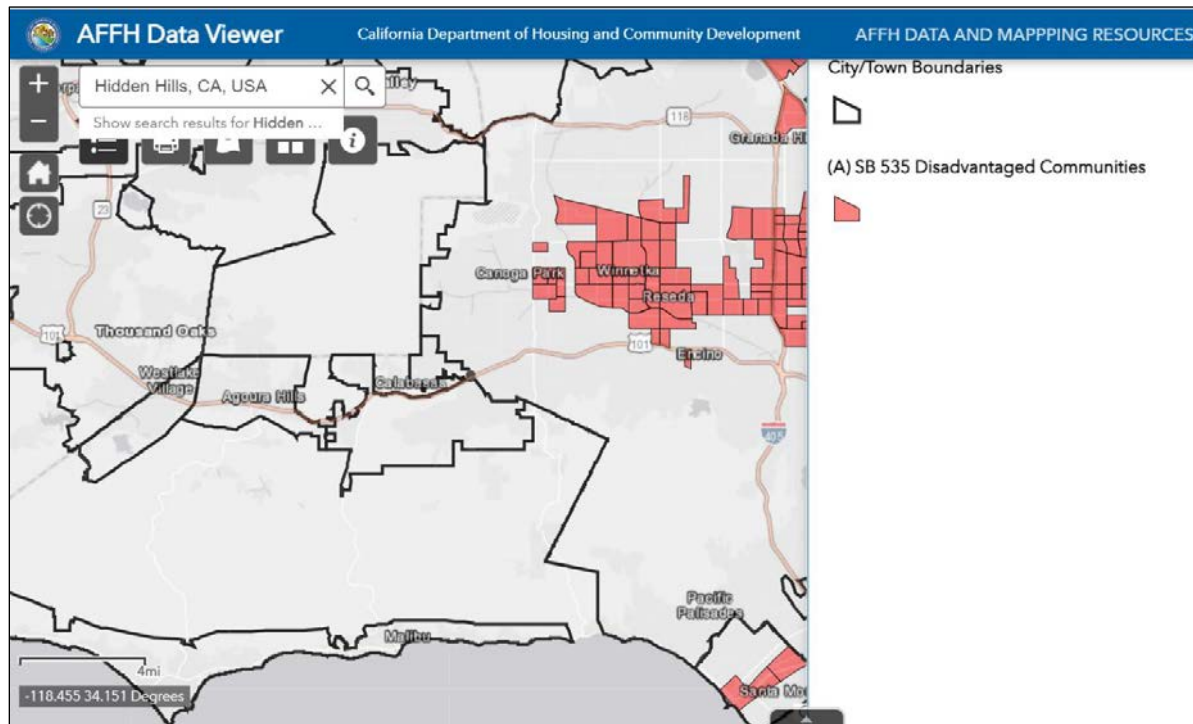 AFFH Data Viewer
California Department of Housing and Community Development
AFFH DATA AND MAPPPING RESOURCES
Hidden Hills, CA, USA
Show search results for Hidden ...
City/Town Boundaries
(A) SB 535 Disadvantaged Communities
118
Granada Hi
23
Canoga Park
Winnetka
Reseda
101
Thousand Oaks
101
Encino
Westlake
Village
Calabasas
Agoura Hills
405
Pacific
Palisades
Malibu
4mi
Santa Mo
-118.455 34.151 Degrees